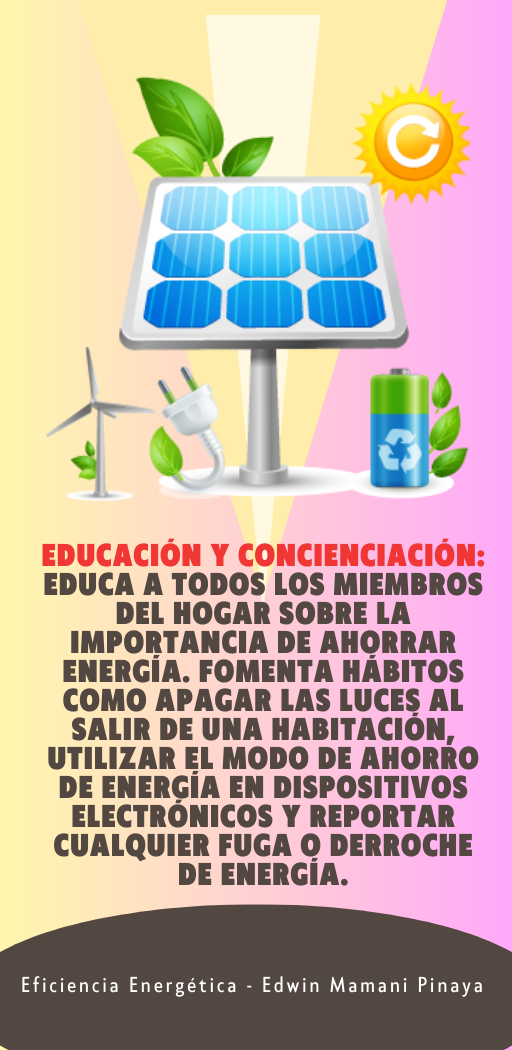 EDUCACIÓN Y CONCIENCIACIÓN:
EDUCA A TODOS LOS MIEMBROS
DEL HOGAR SOBRE LA
IMPORTANCIA DE AHORRAR
ENERGÍA. FOMENTA HÁBITOS
COMO APAGAR LAS LUCES AL
SALIR DE UNA HABITACIÓN,
UTILIZAR EL MODO DE AHORRO
DE ENERGÍA EN DISPOSITIVOS
ELECTRÓNICOS Y REPORTAR
CUALQUIER FUGA O DERROCHE
DE ENERGÍA.
Eficiencia Energética - Edwin Mamani Pinaya